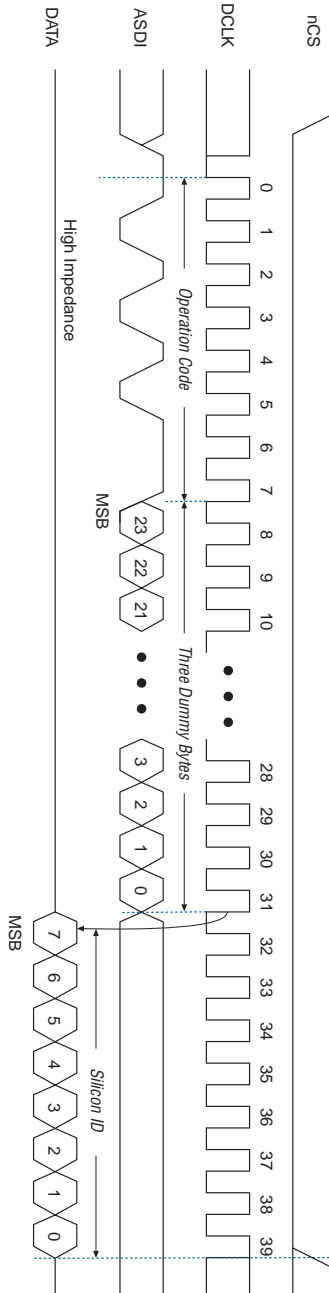 nCS
0 1 2 3 4 5 6 7 8 9 10 28 29 30 31 32 33 34 35 36 37 38 39
DCLK
Operation Code
Three Dummy Bytes
ASDI
23 22 21 3 2 1 0
MSB
Silicon ID
High Impedance
DATA
7 6 5 4 3 2 1 0
MSB